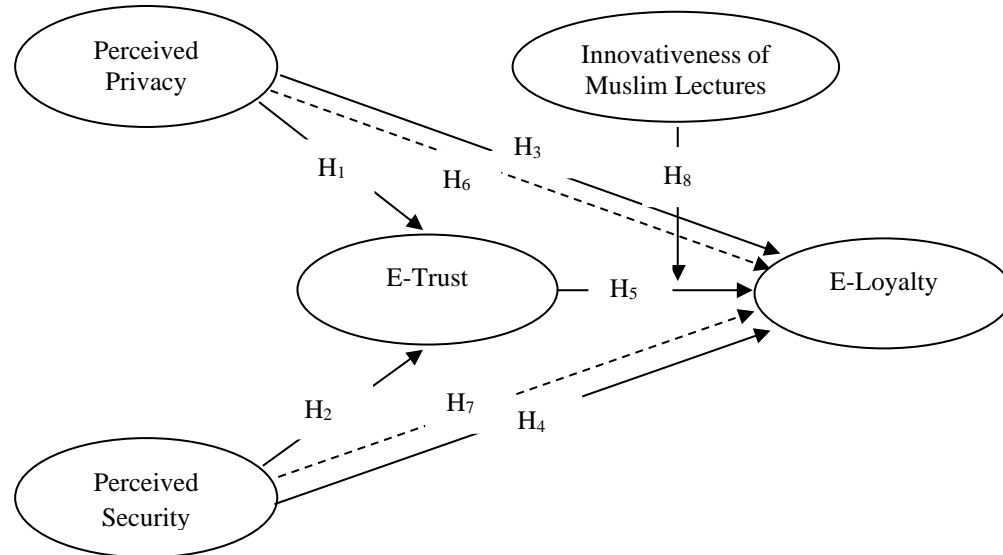 Perceived
Privacy
Innovativeness of
Muslim Lectures
H₁
H₃
H₆
H₈
E-Trust
H₅
E-Loyalty
H₂
H₇
H₄
Perceived
Security